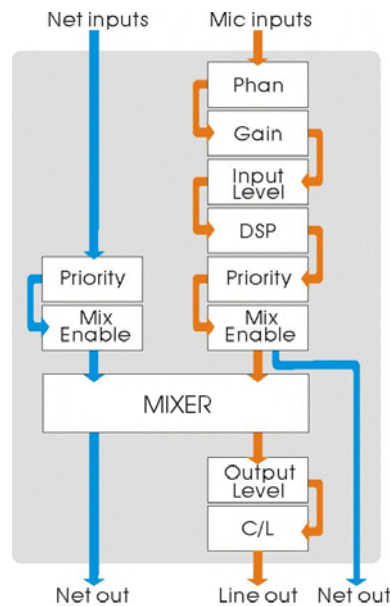 Net inputs
Mic inputs
Phan
Gain
Input
Level
DSP
Priority
Priority
Mix
Enable
Mix
Enable
MIXER
Output
Level
C/L
Net out
Line out
Net out